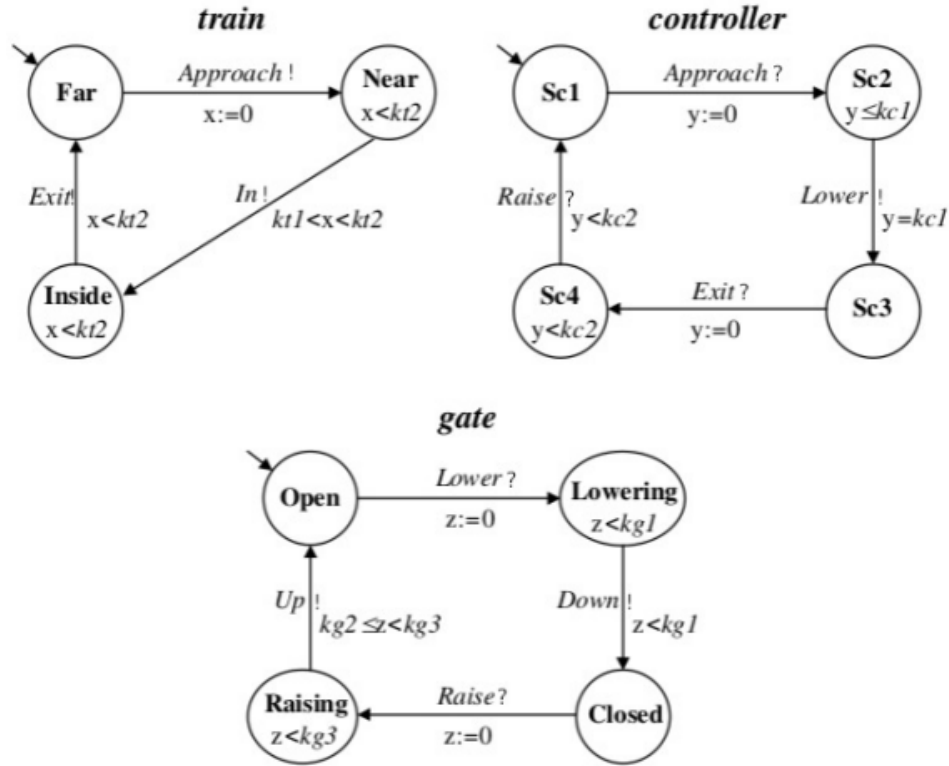 train
Far
Approach !
x:=0
Near
x<kt2
Exit!
x<kt2
In !
kt1<x<kt2
Inside
x<kt2
controller
Sc1
Approach ?
y:=0
Sc2
y≤kc1
Raise ?
y<kc2
Lower !
y=kc1
Sc4
y<kc2
Exit ?
y:=0
Sc3
gate
Open
Lower ?
z:=0
Lowering
z<kg1
Up !
kg2 ≤z<kg3
Down !
z<kg1
Raising
z<kg3
Raise ?
z:=0
Closed